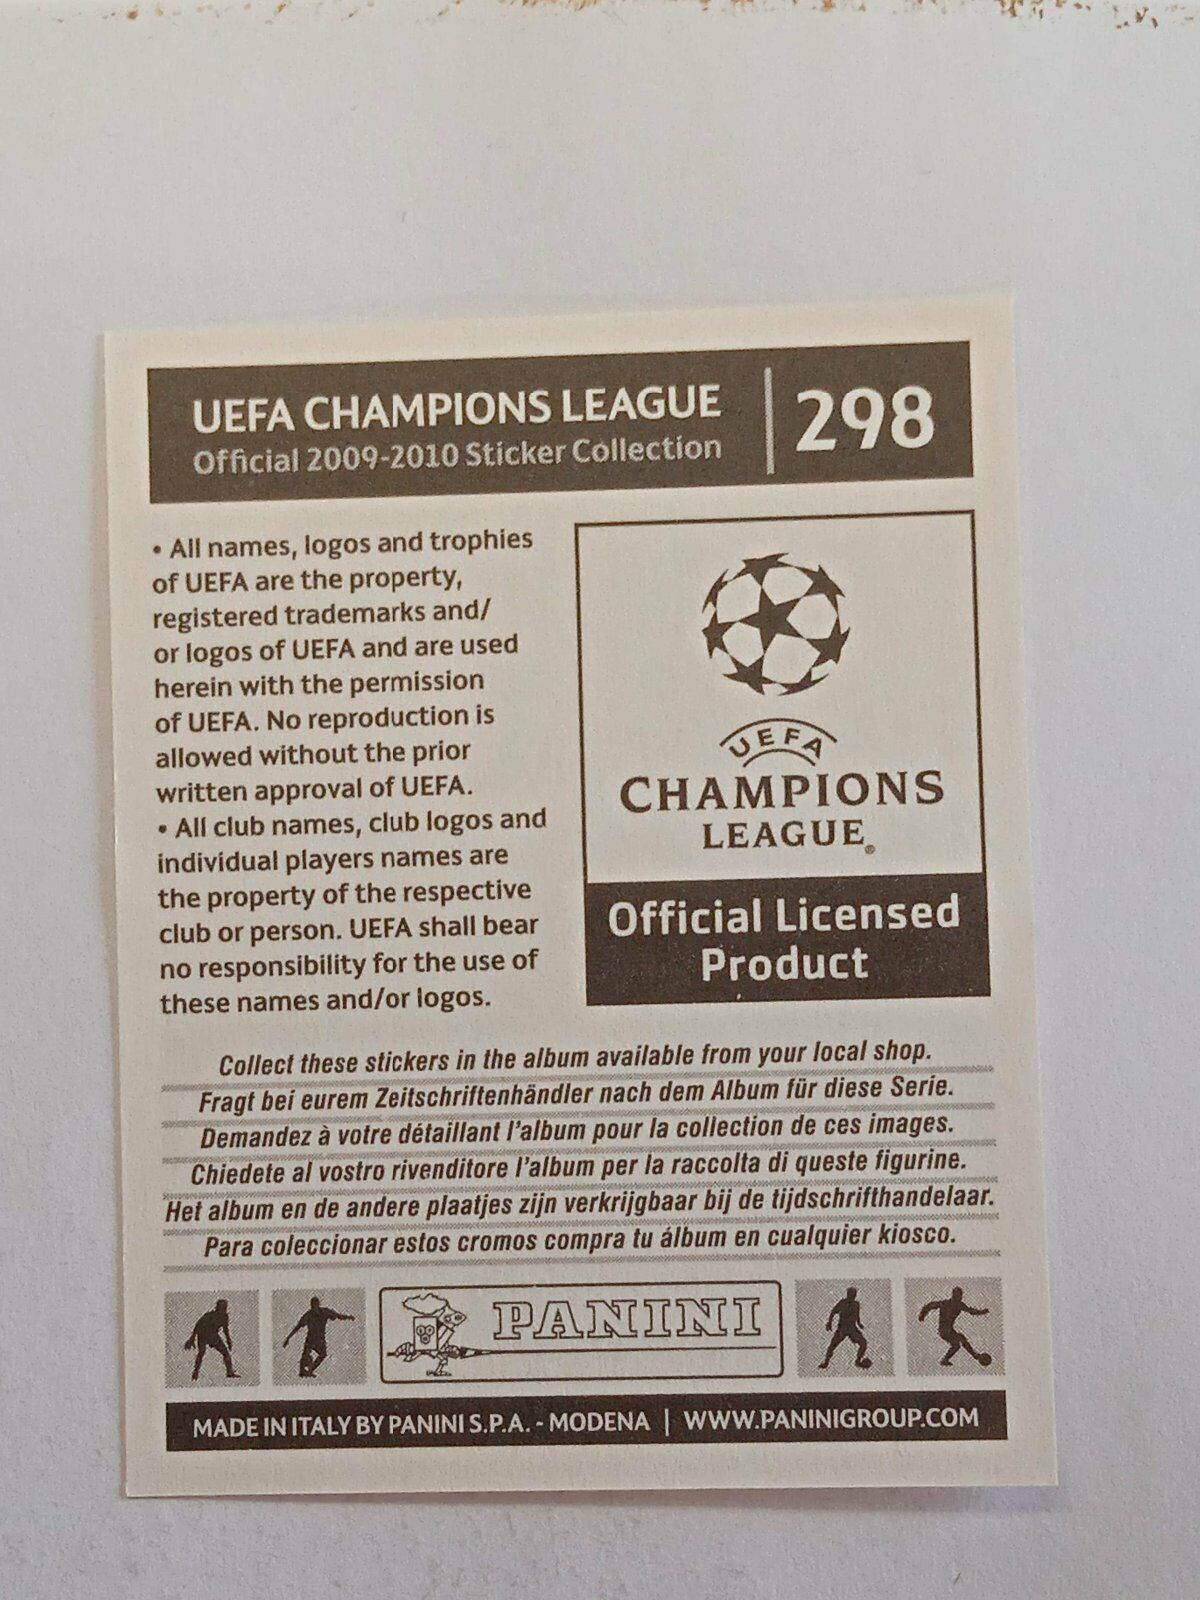 UEFA CHAMPIONS LEAGUE
Official 2009-2010 Sticker Collection
298
• All names, logos and trophies
of UEFA are the property,
registered trademarks and/
or logos of UEFA and are used
herein with the permission
of UEFA. No reproduction is
allowed without the prior
written approval of UEFA.
• All club names, club logos and
individual players names are
the property of the respective
club or person. UEFA shall bear
no responsibility for the use of
these names and/or logos.
UEFA
CHAMPIONS
LEAGUE®
Official Licensed
Product
Collect these stickers in the album available from your local shop.
Fragt bei eurem Zeitschriftenhändler nach dem Album für diese Serie.
Demandez à votre détaillant l'album pour la collection de ces images.
Chiedete al vostro rivenditore l'album per la raccolta di queste figurine.
Het album en de andere plaatjes zijn verkrijgbaar bij de tijdschrifthandelaar.
Para coleccionar estos cromos compra tu álbum en cualquier kiosco.
PANINI
MADE IN ITALY BY PANINI S.P.A. - MODENA | WWW.PANINIGROUP.COM